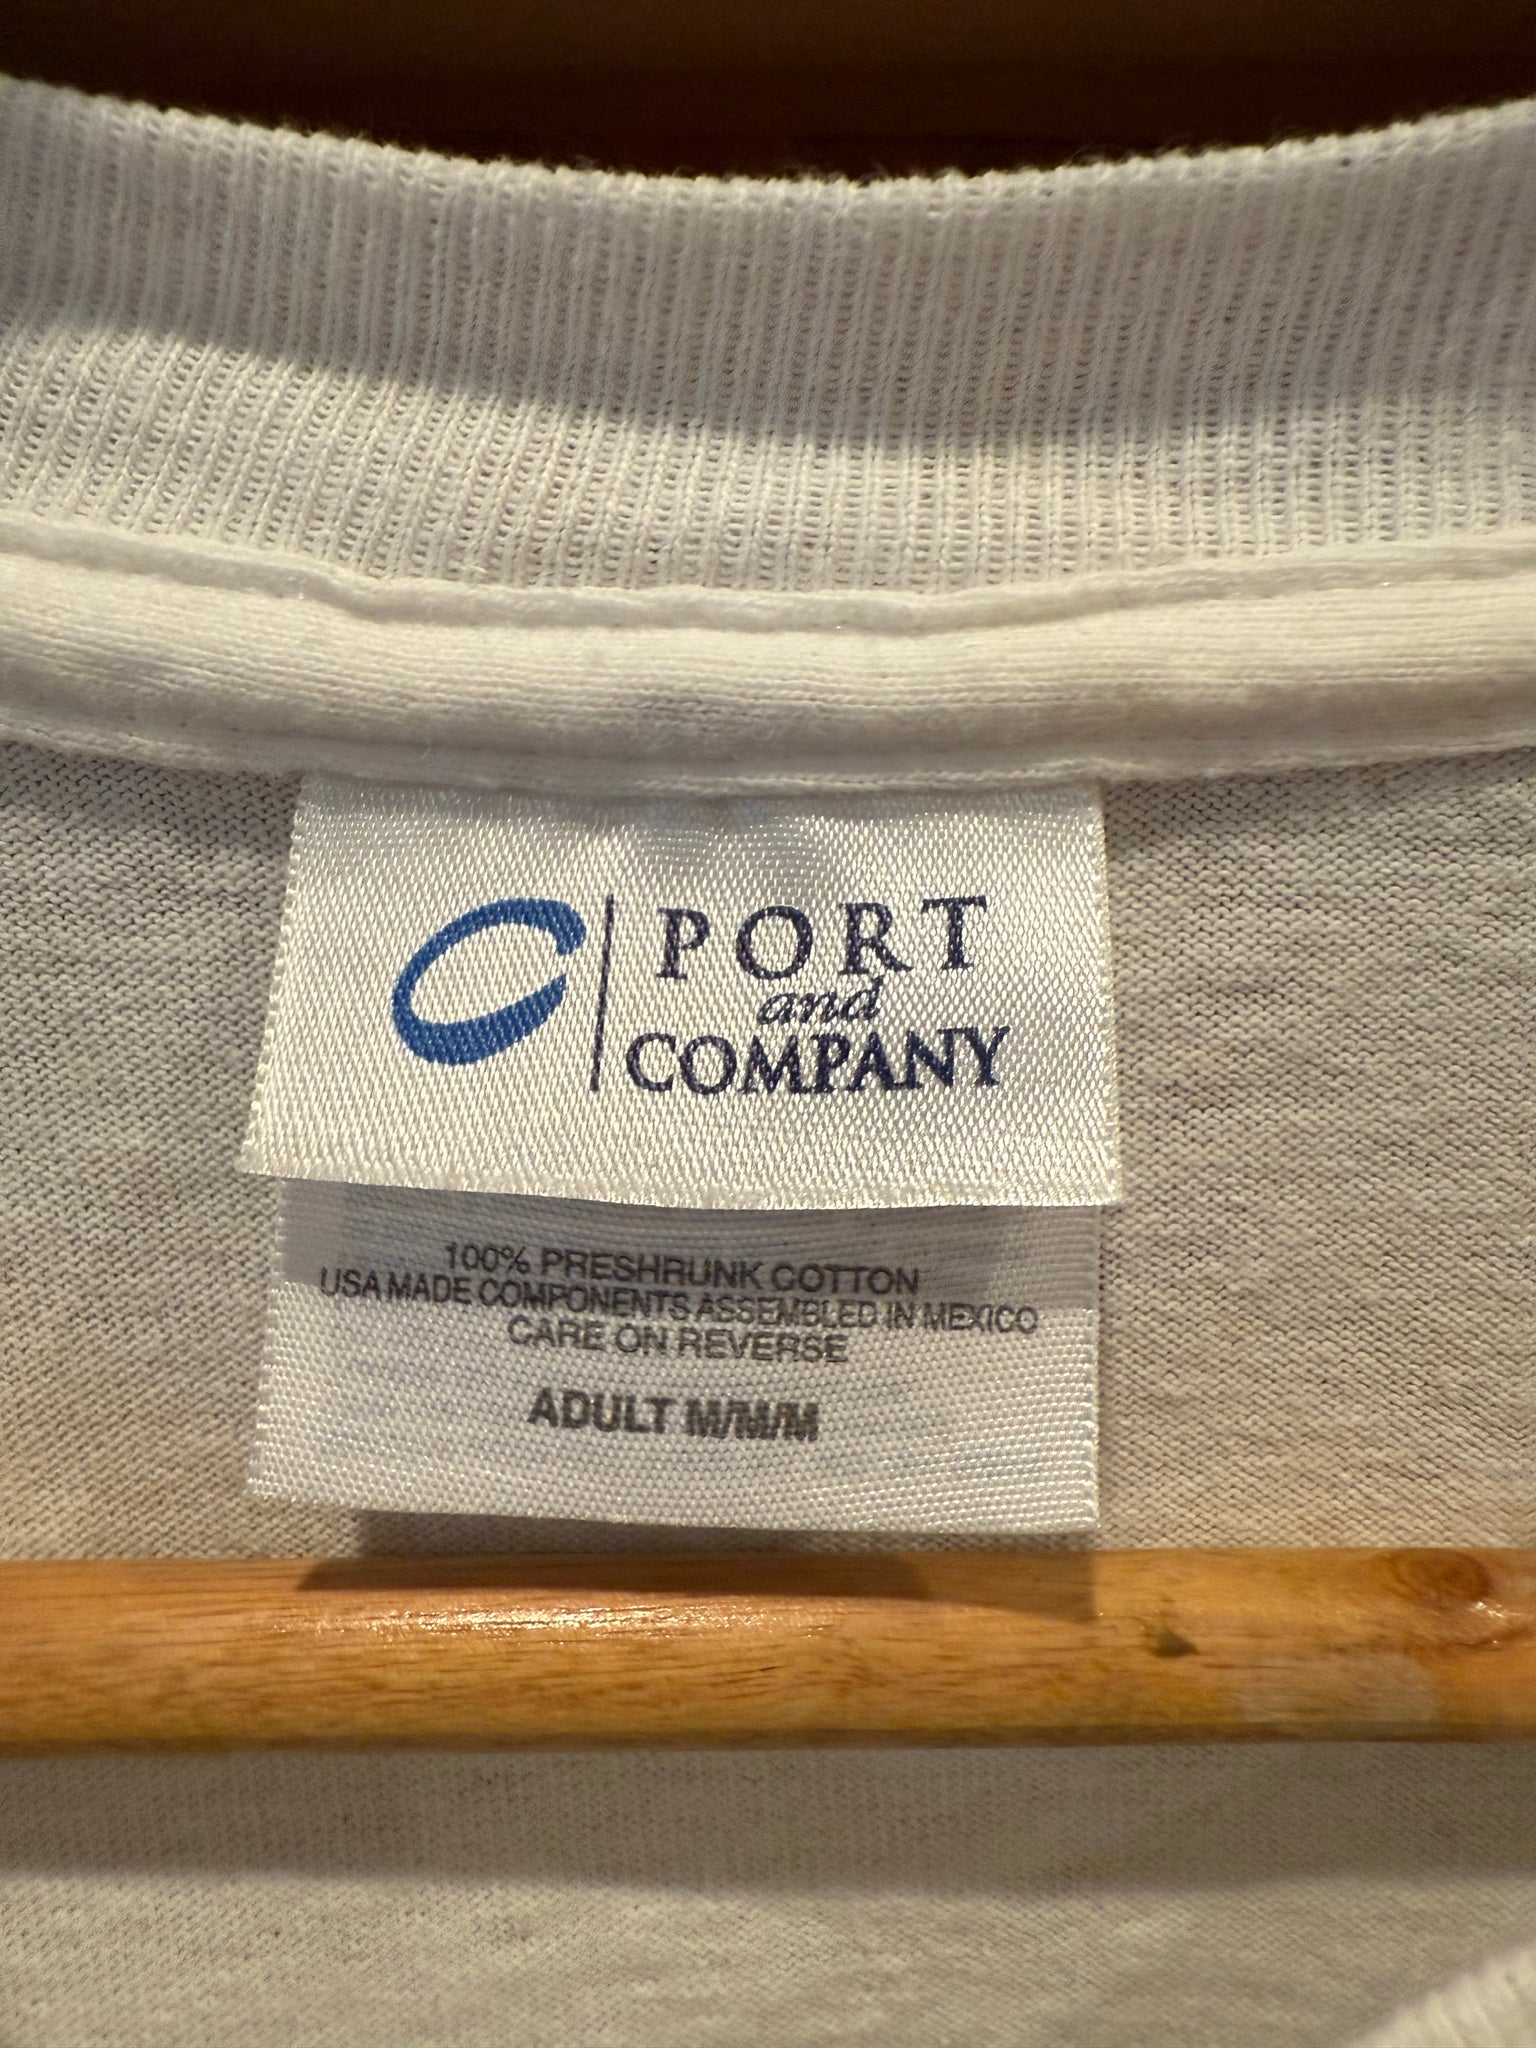 PORT
and
COMPANY
100% PRESHRUNK COTTON
USA MADE COMPONENTS ASSEMBLED IN MEXICO
CARE ON REVERSE
ADULT M/M/M